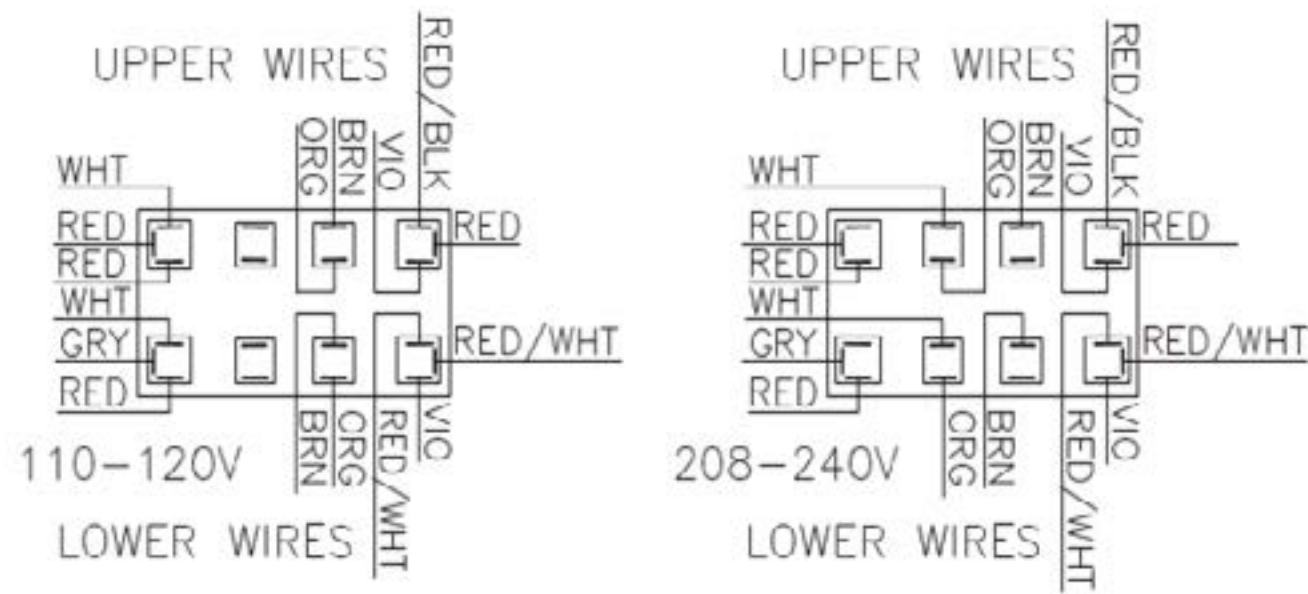 UPPER WIRES
RED/BLK
ORG
BRN
VIO
WHT
RED
RED
RED
WHT
GRY
RED/WHT
RED
BRN
CRG
RED/WHT
VIO
110-120V
LOWER WIRES
UPPER WIRES
RED/BLK
ORG
BRN
VIO
WHT
RED
RED
RED
WHT
GRY
RED/WHT
RED
CRG
BRN
RED/WHT
VIO
208-240V
LOWER WIRES